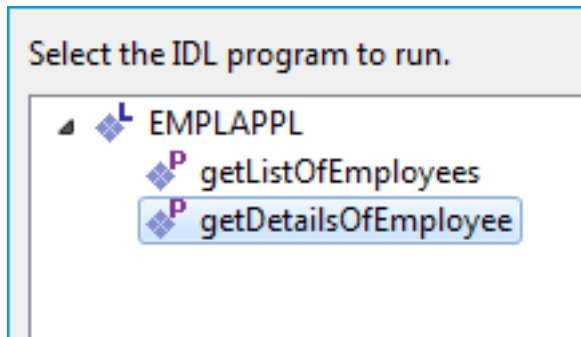 Select the IDL program to run.
L EMPLAPPL
P getListOfEmployees
P getDetailsOfEmployee